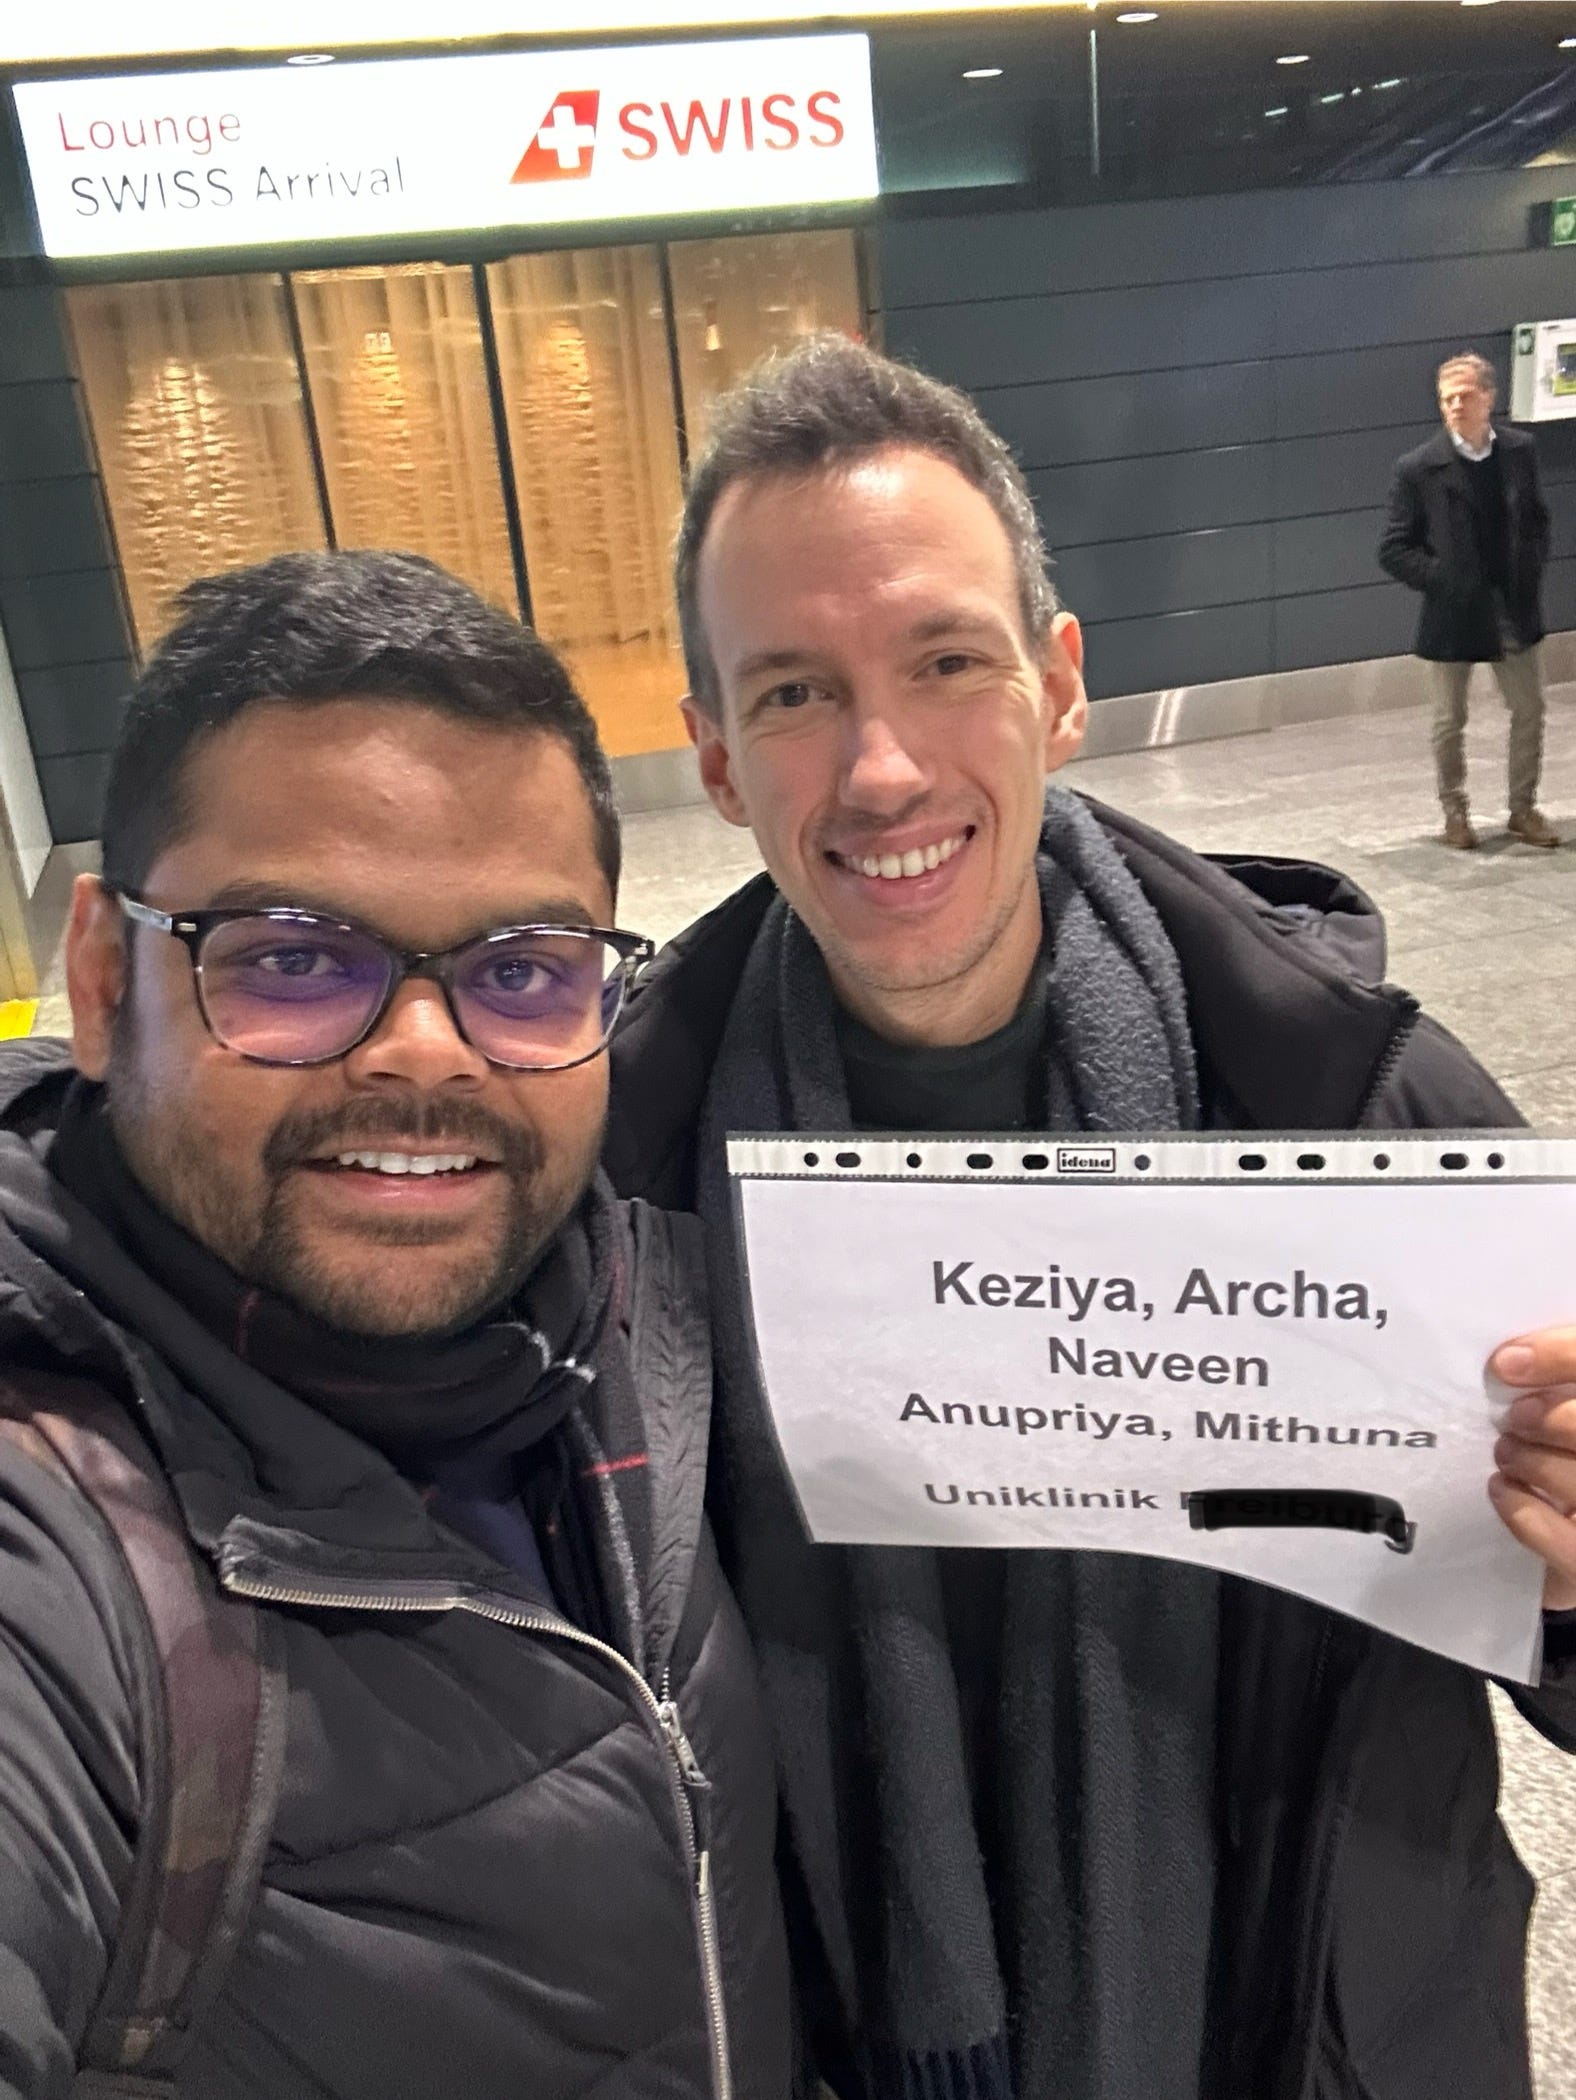 Lounge
SWISS Arrival
SWISS
idena
Keziya, Archa,
Naveen
Anupriya, Mithuna
Uniklinik